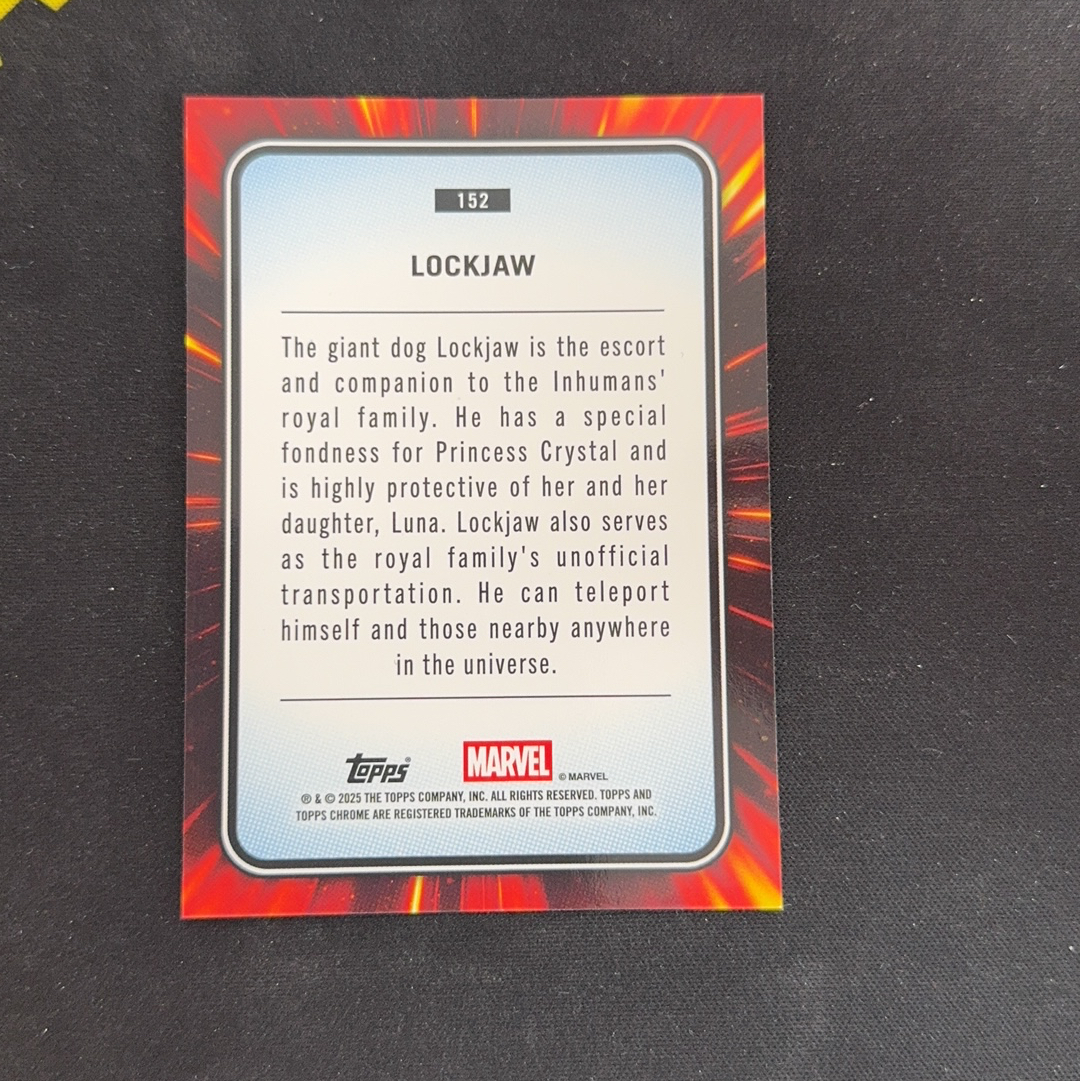 152
LOCKJAW
The giant dog Lockjaw is the escort
and companion to the Inhumans'
royal family. He has a special
fondness for Princess Crystal and
is highly protective of her and her
daughter, Luna. Lockjaw also serves
as the royal family's unofficial
transportation. He can teleport
himself and those nearby anywhere
in the universe.
Topps® MARVEL © MARVEL
® & © 2025 THE TOPPS COMPANY, INC. ALL RIGHTS RESERVED. TOPPS AND
TOPPS CHROME ARE REGISTERED TRADEMARKS OF THE TOPPS COMPANY, INC.